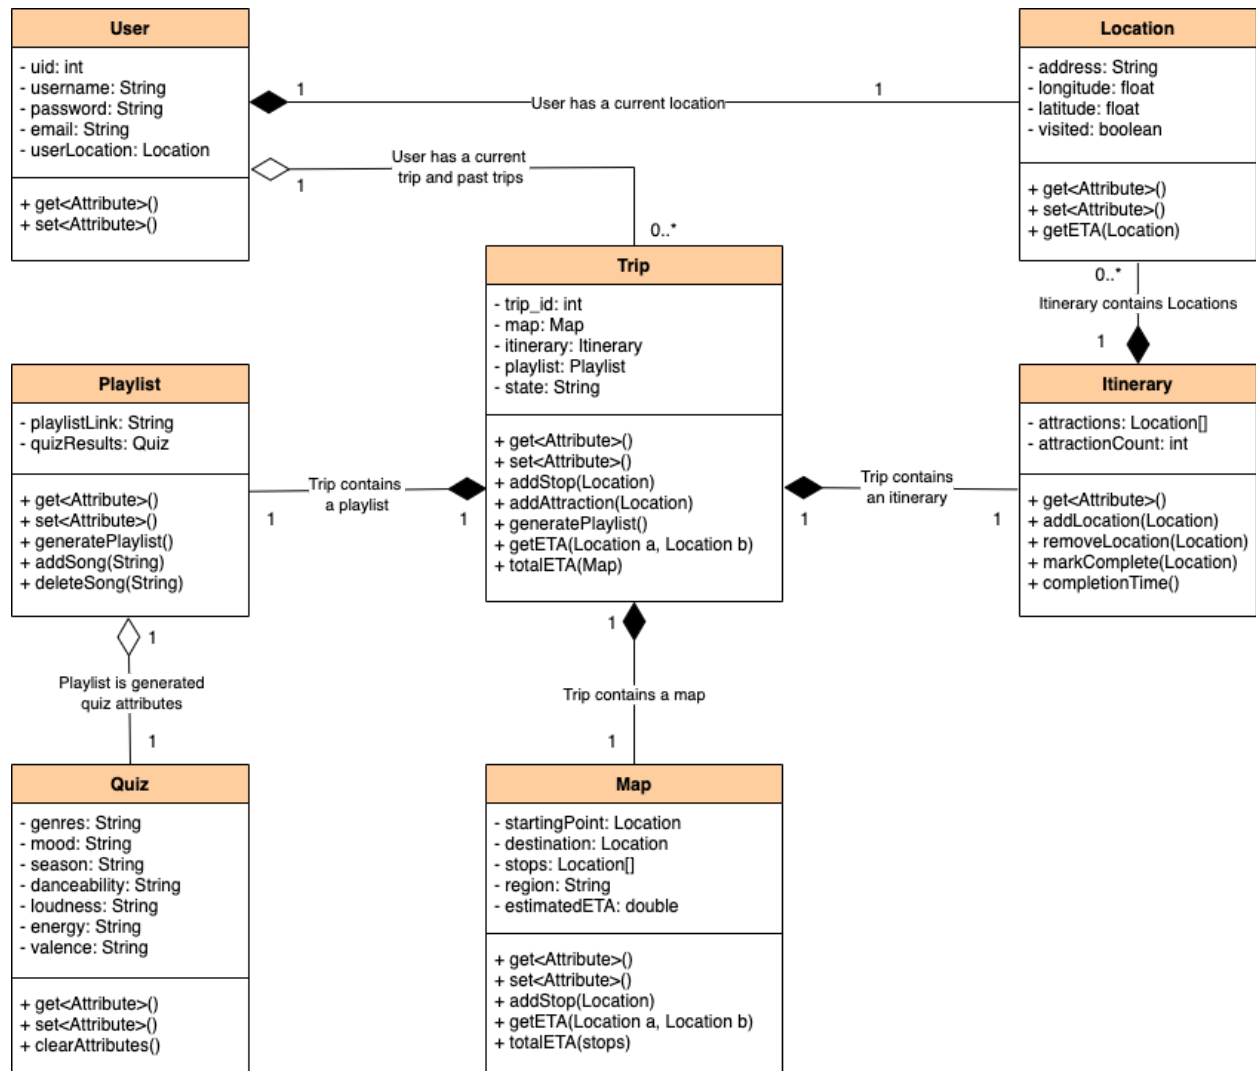 User
- uid: int
- username: String
- password: String
- email: String
- userLocation: Location
+ get<Attribute>()
+ set<Attribute>()
1
User has a current location
1
Location
- address: String
- longitude: float
- latitude: float
- visited: boolean
+ get<Attribute>()
+ set<Attribute>()
+ getETA(Location)
1
User has a current
trip and past trips
0..*
Trip
- trip_id: int
- map: Map
- itinerary: Itinerary
- playlist: Playlist
- state: String
+ get<Attribute>()
+ set<Attribute>()
+ addStop(Location)
+ addAttraction(Location)
+ generatePlaylist()
+ getETA(Location a, Location b)
+ totalETA(Map)
0..*
Itinerary contains Locations
1
Playlist
- playlistLink: String
- quizResults: Quiz
+ get<Attribute>()
+ set<Attribute>()
+ generatePlaylist()
+ addSong(String)
+ deleteSong(String)
Trip contains
a playlist
1
1
Trip contains
an itinerary
1
1
Itinerary
- attractions: Location[]
- attractionCount: int
+ get<Attribute>()
+ addLocation(Location)
+ removeLocation(Location)
+ markComplete(Location)
+ completionTime()
1
Playlist is generated
quiz attributes
1
1
Trip contains a map
1
Quiz
- genres: String
- mood: String
- season: String
- danceability: String
- loudness: String
- energy: String
- valence: String
+ get<Attribute>()
+ set<Attribute>()
+ clearAttributes()
Map
- startingPoint: Location
- destination: Location
- stops: Location[]
- region: String
- estimatedETA: double
+ get<Attribute>()
+ set<Attribute>()
+ addStop(Location)
+ getETA(Location a, Location b)
+ totalETA(stops)